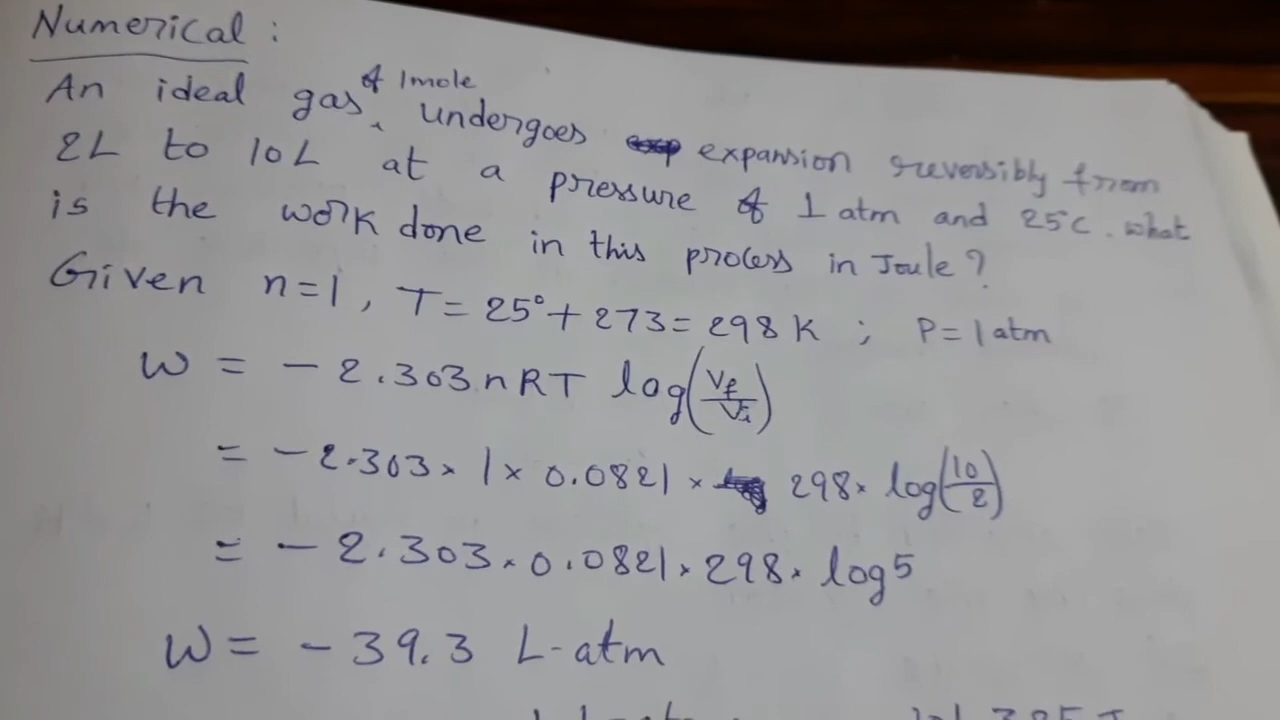 Numerical :
An ideal gas of 1mole undergoes expansion reversibly from
2L to 10L at a pressure of 1 atm and 25°C. what
is the work done in this process in Joule ?
Given n=1, T= 25°+273= 298 K ; P= 1 atm
W = - 2.303 nRT log(Vf/Vi)
= - 2.303 × 1 × 0.0821 × 298 × log(10/2)
= - 2.303 × 0.0821 × 298 × log 5
W = - 39.3 L-atm